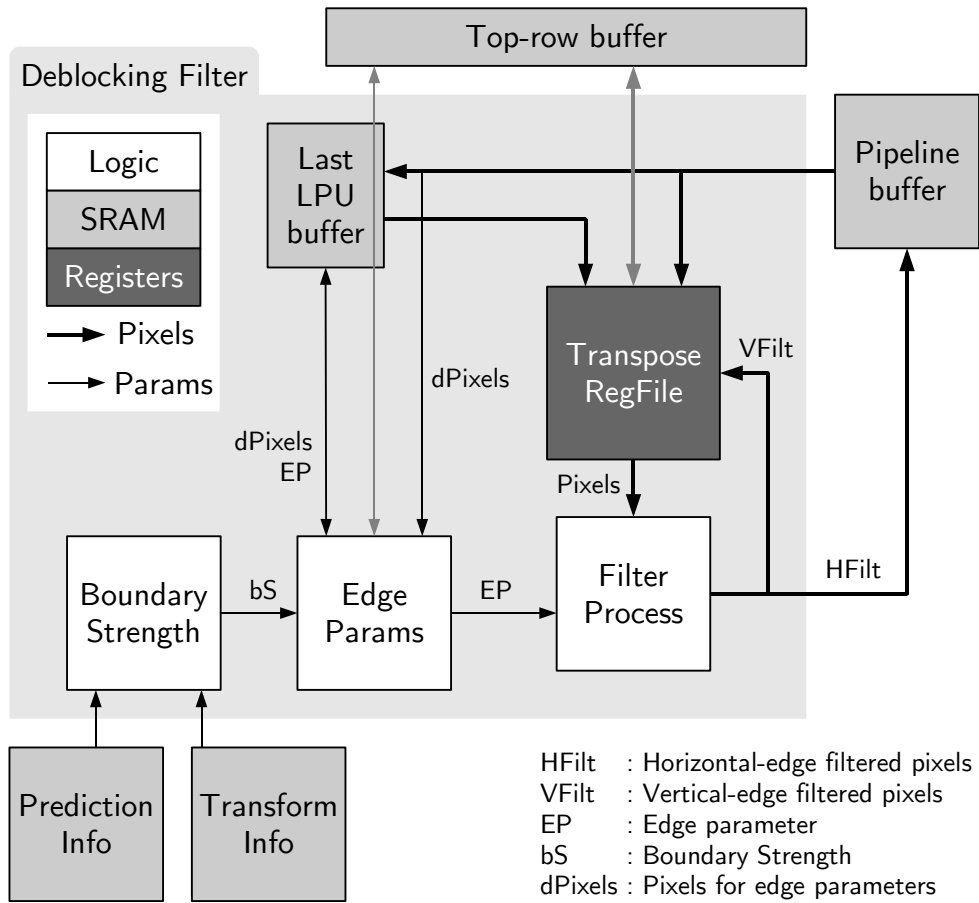 Top-row buffer
Deblocking Filter
Logic
SRAM
Registers
Pixels
Params
Last
LPU
buffer
Pipeline
buffer
Transpose
RegFile
VFilt
dPixels
dPixels
EP
Pixels
Boundary
Strength
bS
Edge
Params
EP
Filter
Process
HFilt
Prediction
Info
Transform
Info
HFilt : Horizontal-edge filtered pixels
VFilt : Vertical-edge filtered pixels
EP : Edge parameter
bS : Boundary Strength
dPixels : Pixels for edge parameters